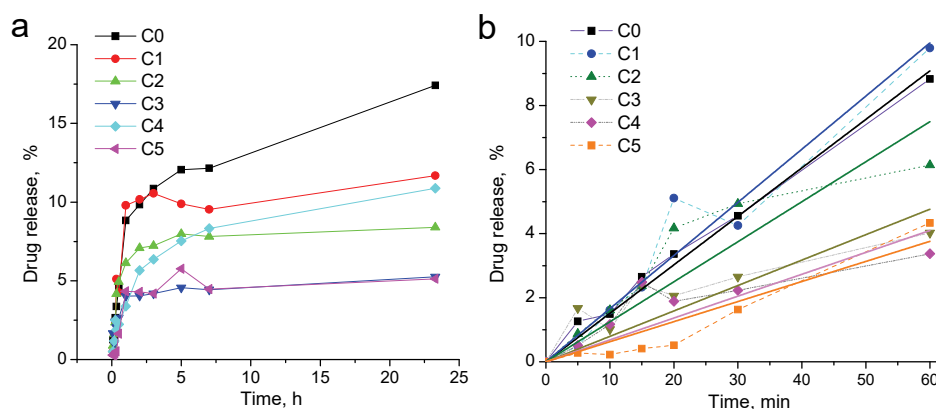 a
C0
C1
C2
C3
C4
C5
Drug release, %
20
15
10
5
0
0 5 10 15 20 25
Time, h
b
C0
C1
C2
C3
C4
C5
Drug release, %
10
8
6
4
2
0
0 10 20 30 40 50 60
Time, min